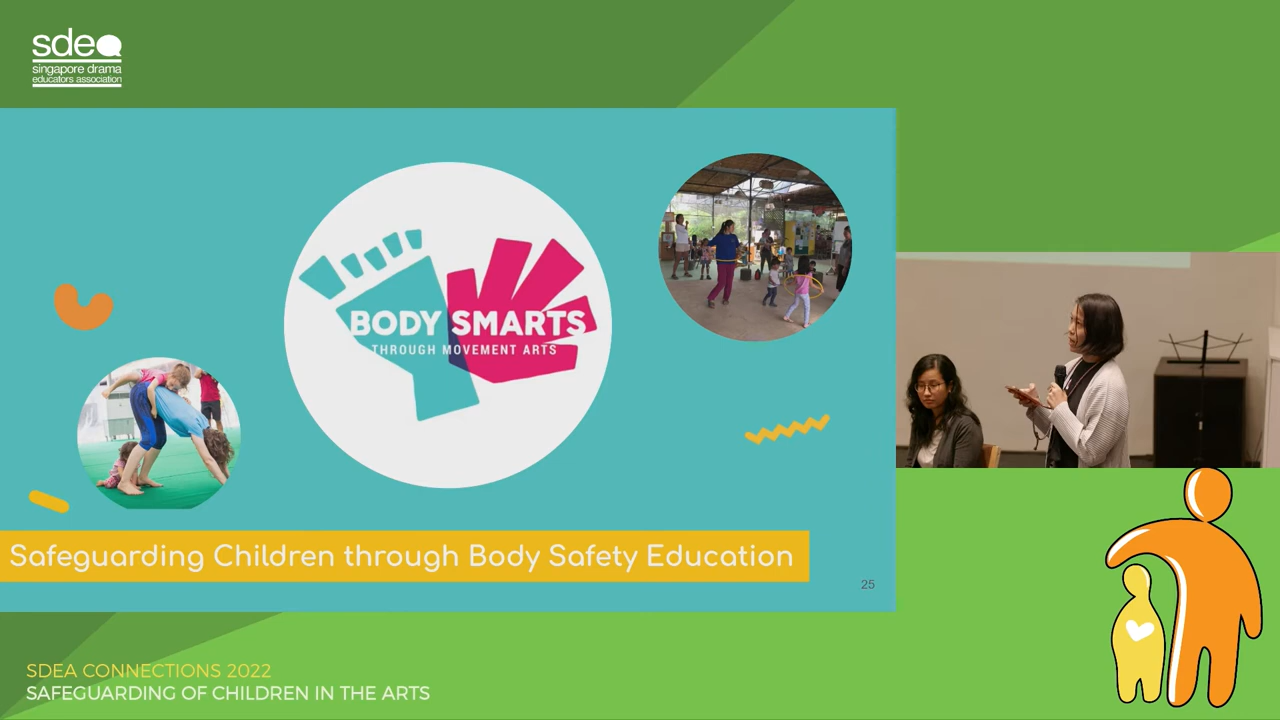 sdea
singapore drama
educators association
BODY SMARTS
THROUGH MOVEMENT ARTS
Safeguarding Children through Body Safety Education
25
SDEA CONNECTIONS 2022
SAFEGUARDING OF CHILDREN IN THE ARTS